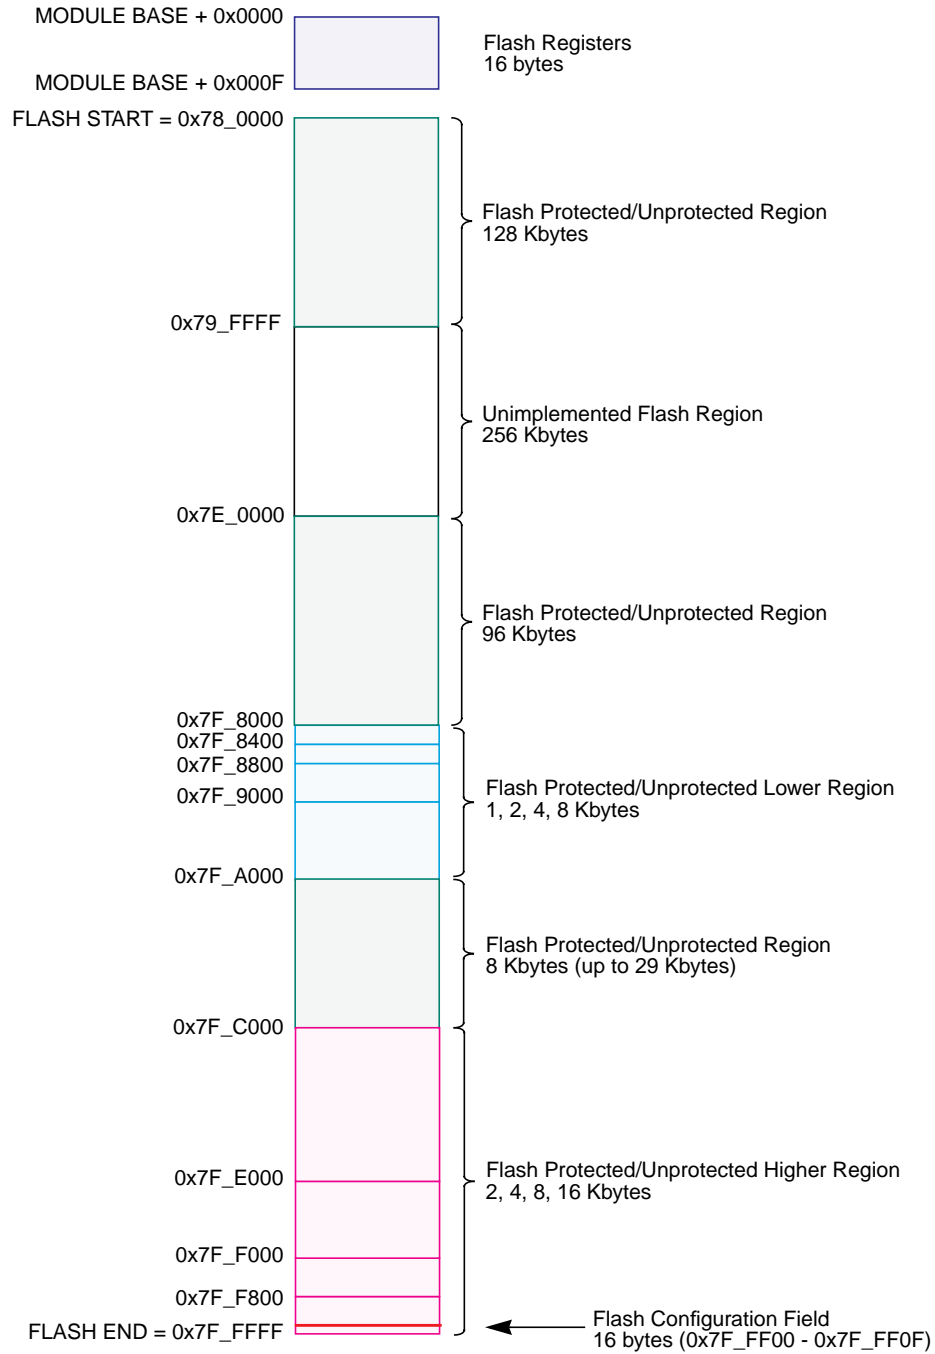 MODULE BASE + 0x0000
Flash Registers
16 bytes
MODULE BASE + 0x000F
FLASH START = 0x78_0000
Flash Protected/Unprotected Region
128 Kbytes
0x79_FFFF
Unimplemented Flash Region
256 Kbytes
0x7E_0000
Flash Protected/Unprotected Region
96 Kbytes
0x7F_8000
0x7F_8400
0x7F_8800
0x7F_9000
Flash Protected/Unprotected Lower Region
1, 2, 4, 8 Kbytes
0x7F_A000
Flash Protected/Unprotected Region
8 Kbytes (up to 29 Kbytes)
0x7F_C000
0x7F_E000
Flash Protected/Unprotected Higher Region
2, 4, 8, 16 Kbytes
0x7F_F000
0x7F_F800
FLASH END = 0x7F_FFFF
Flash Configuration Field
16 bytes (0x7F_FF00 - 0x7F_FF0F)